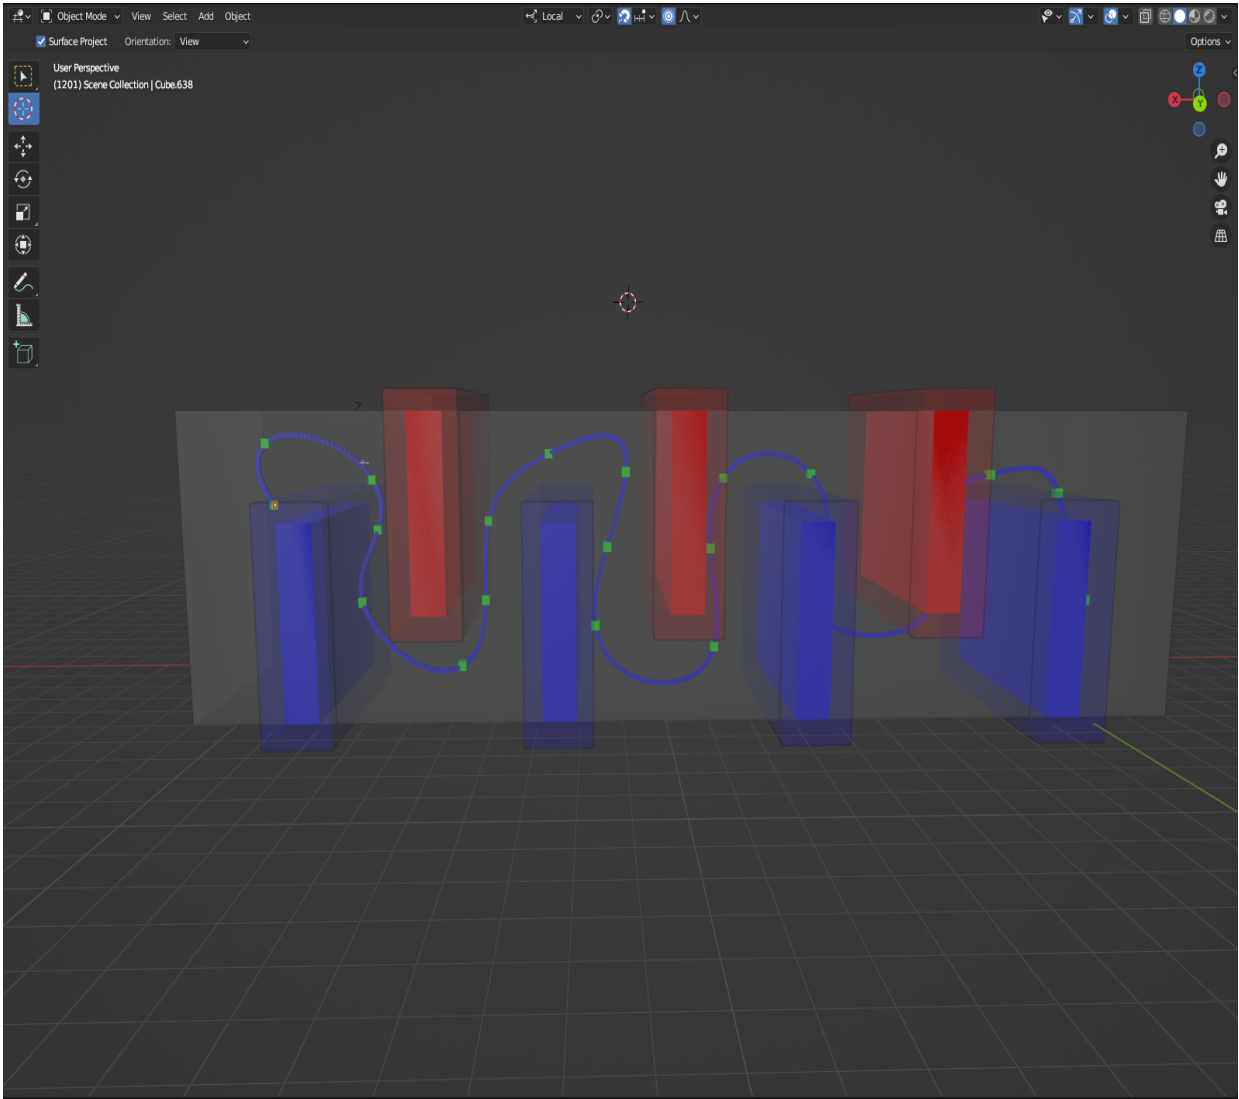 Object Mode View Select Add Object Local
Surface Project Orientation: View Options
User Perspective
(1201) Scene Collection | Cube.638
Z
X
Y
7